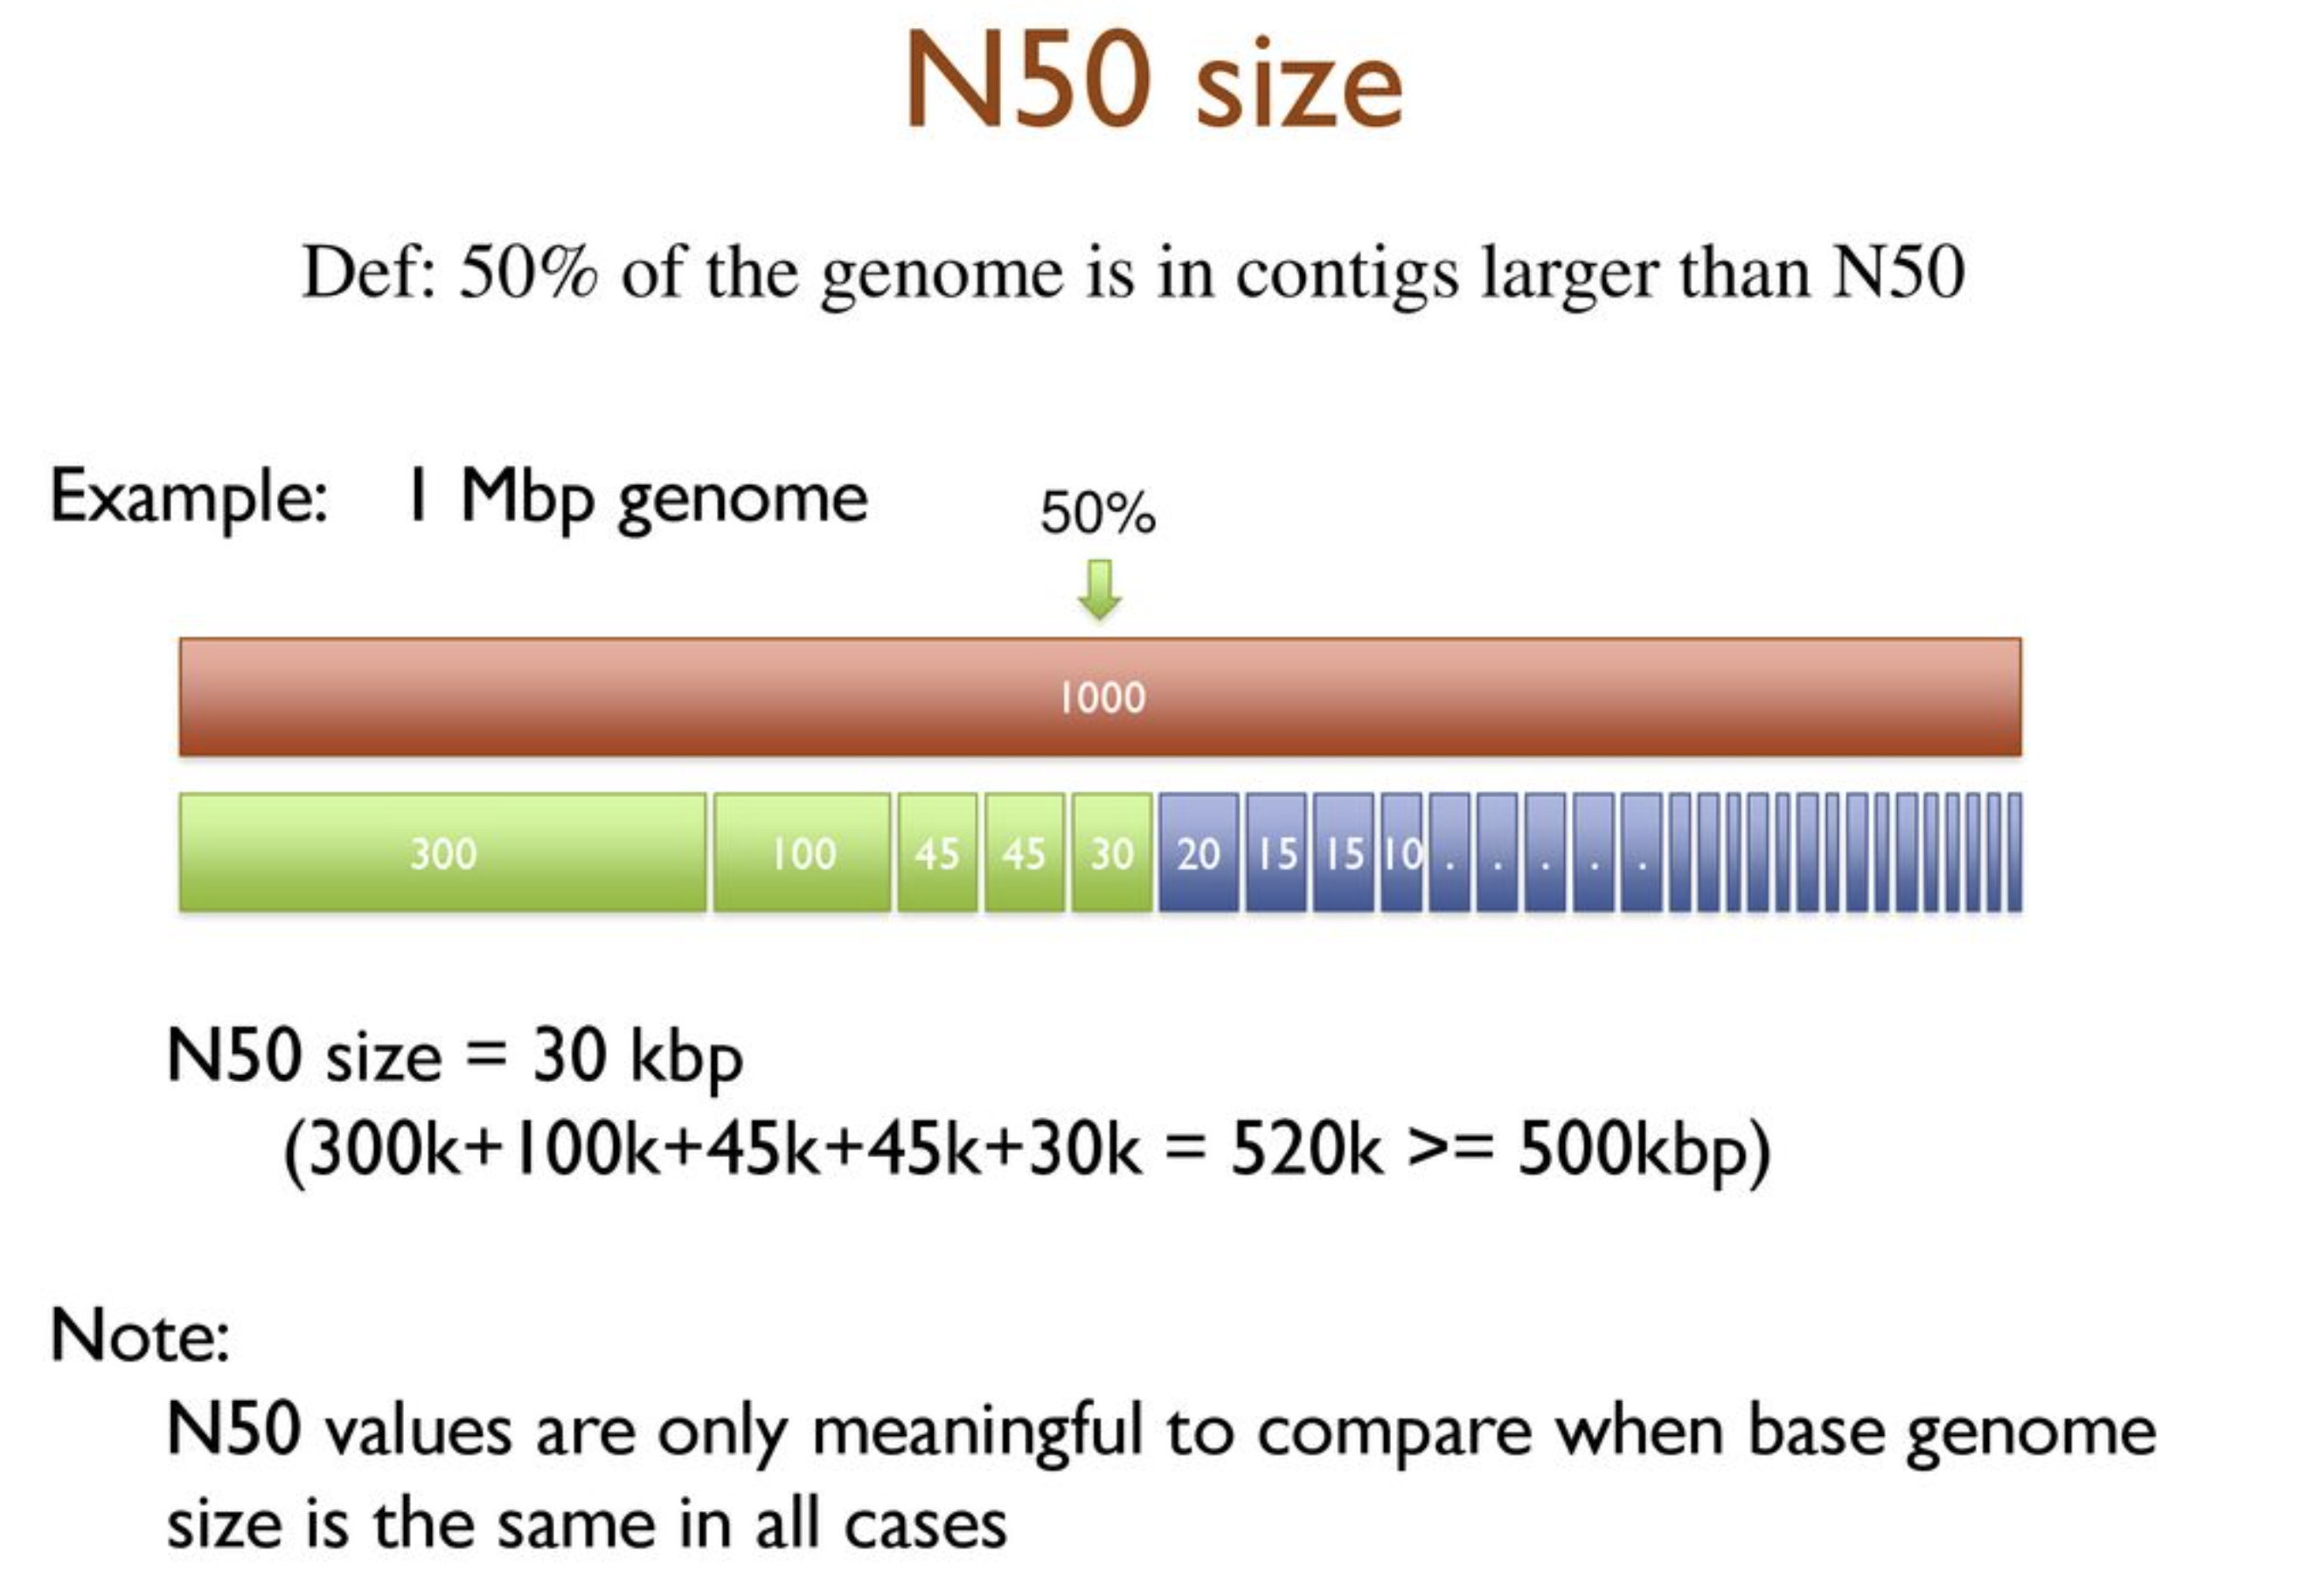 N50 size
Def: 50% of the genome is in contigs larger than N50
Example: 1 Mbp genome
50%
1000
300 100 45 45 30 20 15 15 10 . . . . .
N50 size = 30 kbp
(300k+100k+45k+45k+30k = 520k >= 500kbp)
Note:
N50 values are only meaningful to compare when base genome
size is the same in all cases